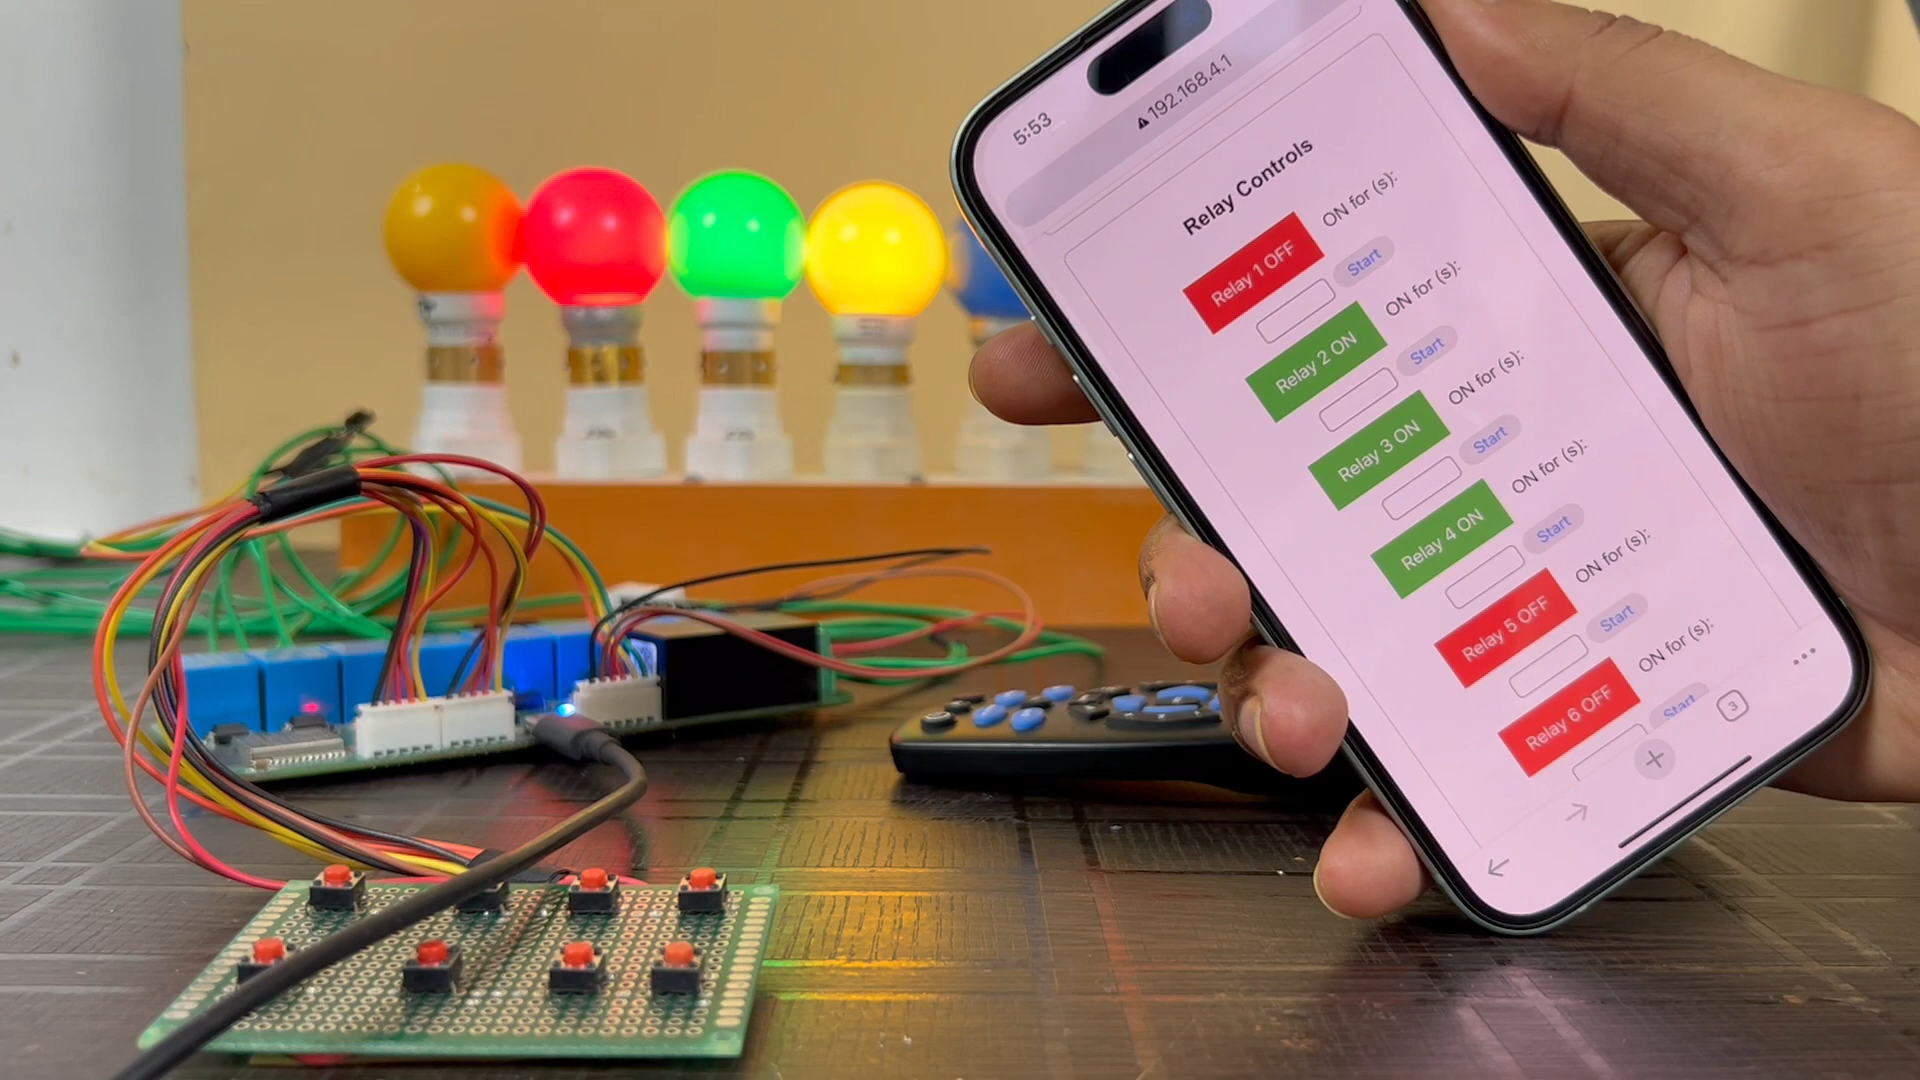 5:53
192.168.4.1
Relay Controls
Relay 1 OFF ON for (s):
Start
Relay 2 ON ON for (s):
Start
Relay 3 ON ON for (s):
Start
Relay 4 ON ON for (s):
Start
Relay 5 OFF ON for (s):
Start
Relay 6 OFF ON for (s):
Start
3